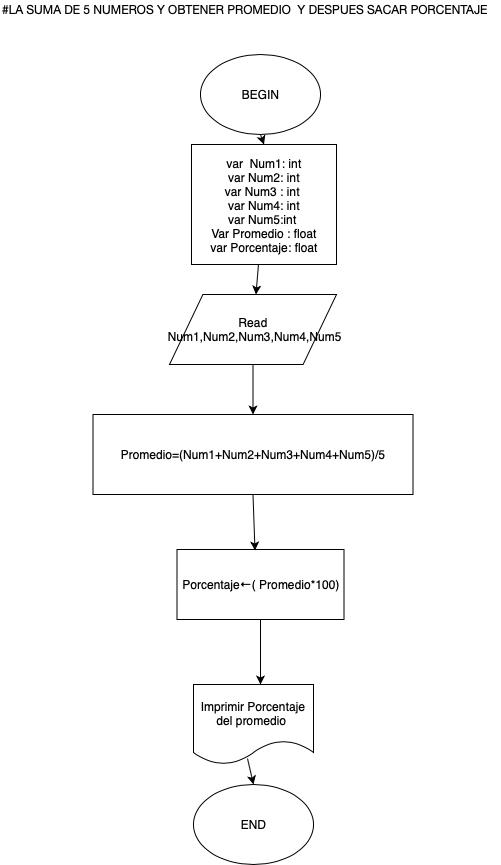 #LA SUMA DE 5 NUMEROS Y OBTENER PROMEDIO Y DESPUES SACAR PORCENTAJE
BEGIN
var Num1: int
var Num2: int
var Num3 : int
var Num4: int
var Num5:int
Var Promedio : float
var Porcentaje: float
Read
Num1,Num2,Num3,Num4,Num5
Promedio=(Num1+Num2+Num3+Num4+Num5)/5
Porcentaje←( Promedio*100)
Imprimir Porcentaje
del promedio
END